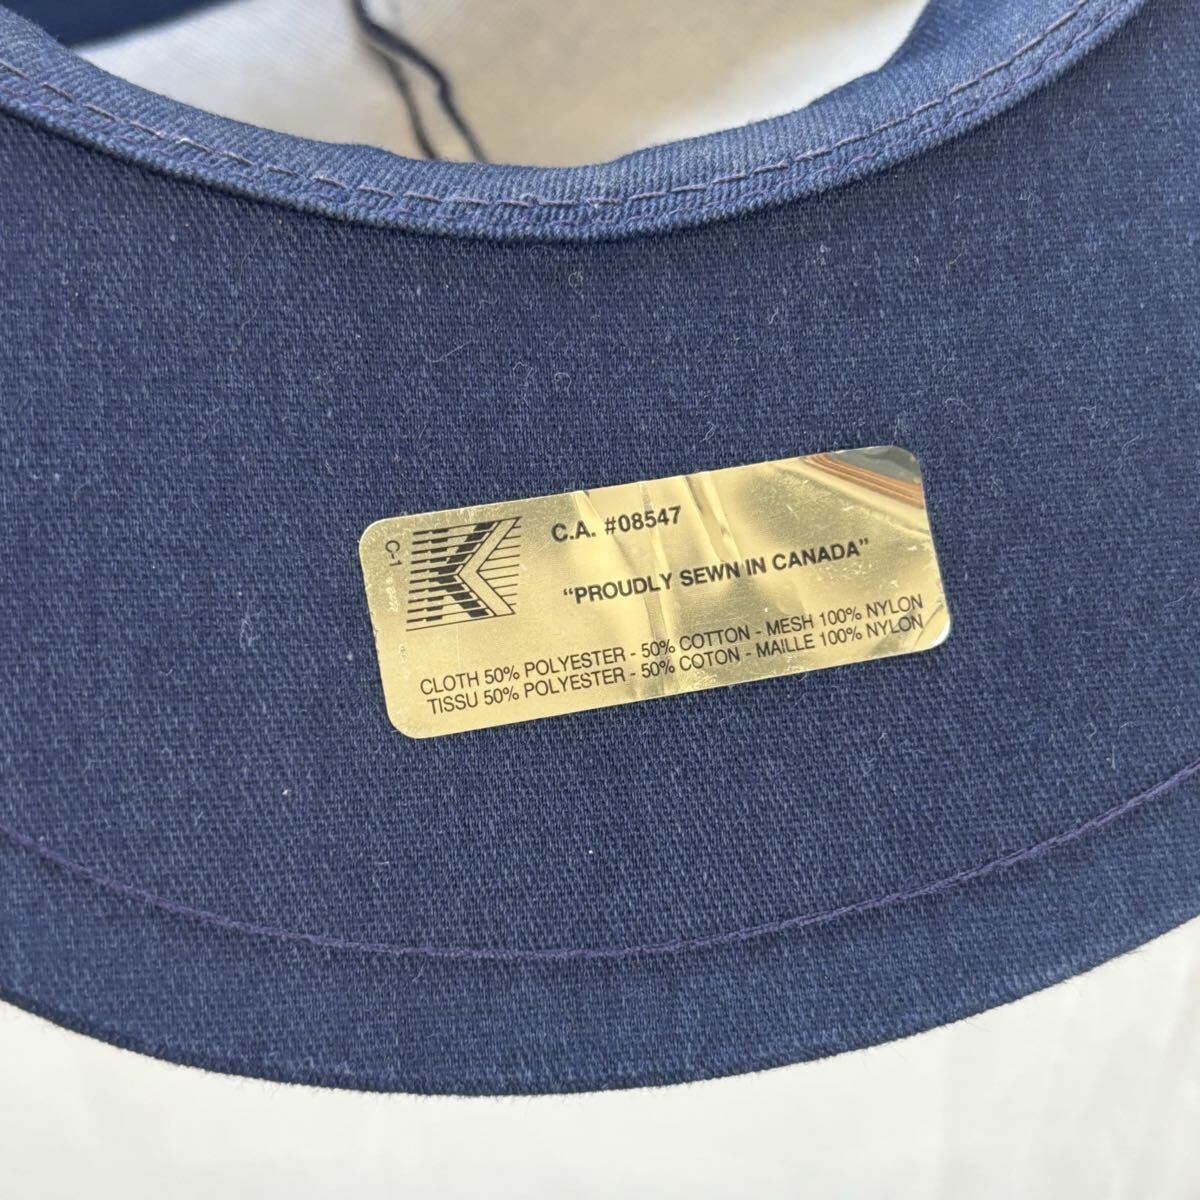 C-1
K
C.A. #08547
“PROUDLY SEWN IN CANADA”
CLOTH 50% POLYESTER - 50% COTTON - MESH 100% NYLON
TISSU 50% POLYESTER - 50% COTON - MAILLE 100% NYLON